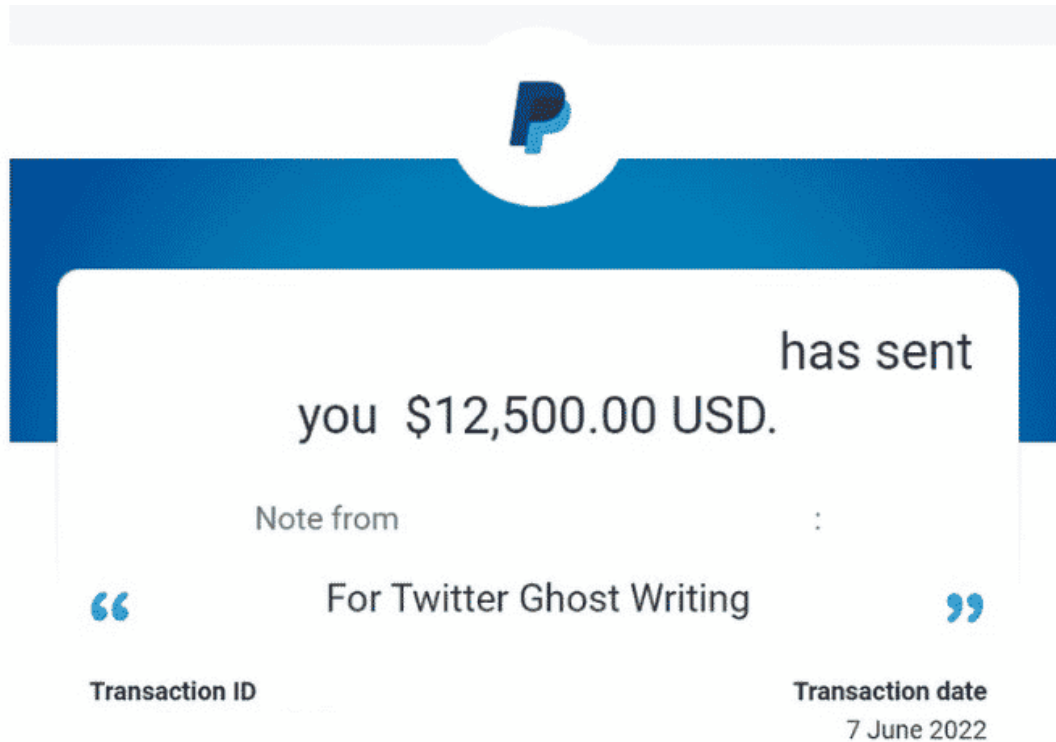 has sent
you $12,500.00 USD.
Note from :
“ For Twitter Ghost Writing ”
Transaction ID
Transaction date
7 June 2022